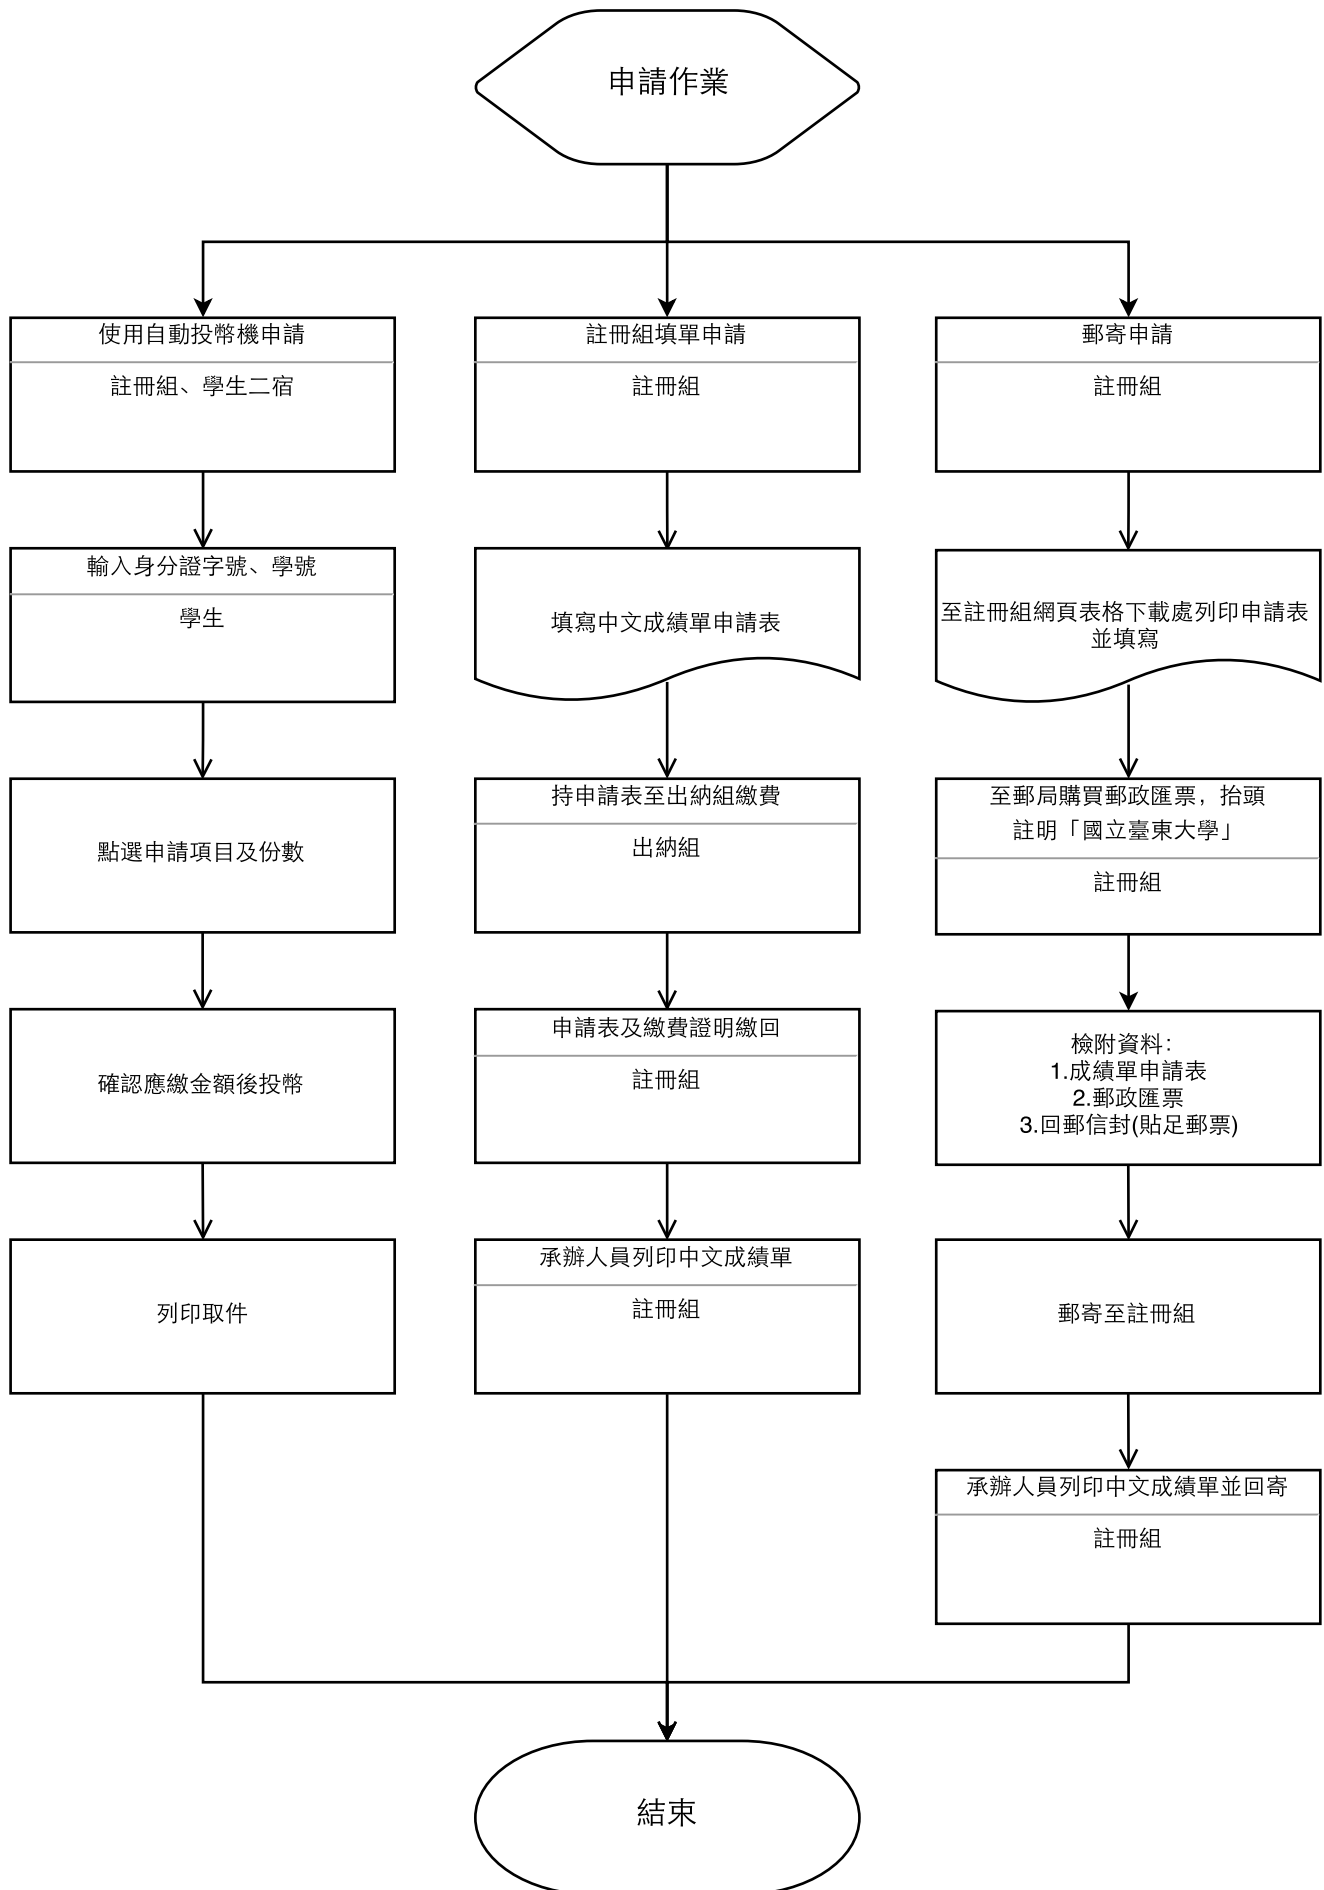 申請作業
使用自動投幣機申請
註冊組、學生二宿
輸入身分證字號、學號
學生
點選申請項目及份數
確認應繳金額後投幣
列印取件
註冊組填單申請
註冊組
填寫中文成績單申請表
持申請表至出納組繳費
出納組
申請表及繳費證明繳回
註冊組
承辦人員列印中文成績單
註冊組
郵寄申請
註冊組
至註冊組網頁表格下載處列印申請表
並填寫
至郵局購買郵政匯票，抬頭
註明「國立臺東大學」
註冊組
檢附資料：
1.成績單申請表
2.郵政匯票
3.回郵信封(貼足郵票)
郵寄至註冊組
承辦人員列印中文成績單並回寄
註冊組
結束